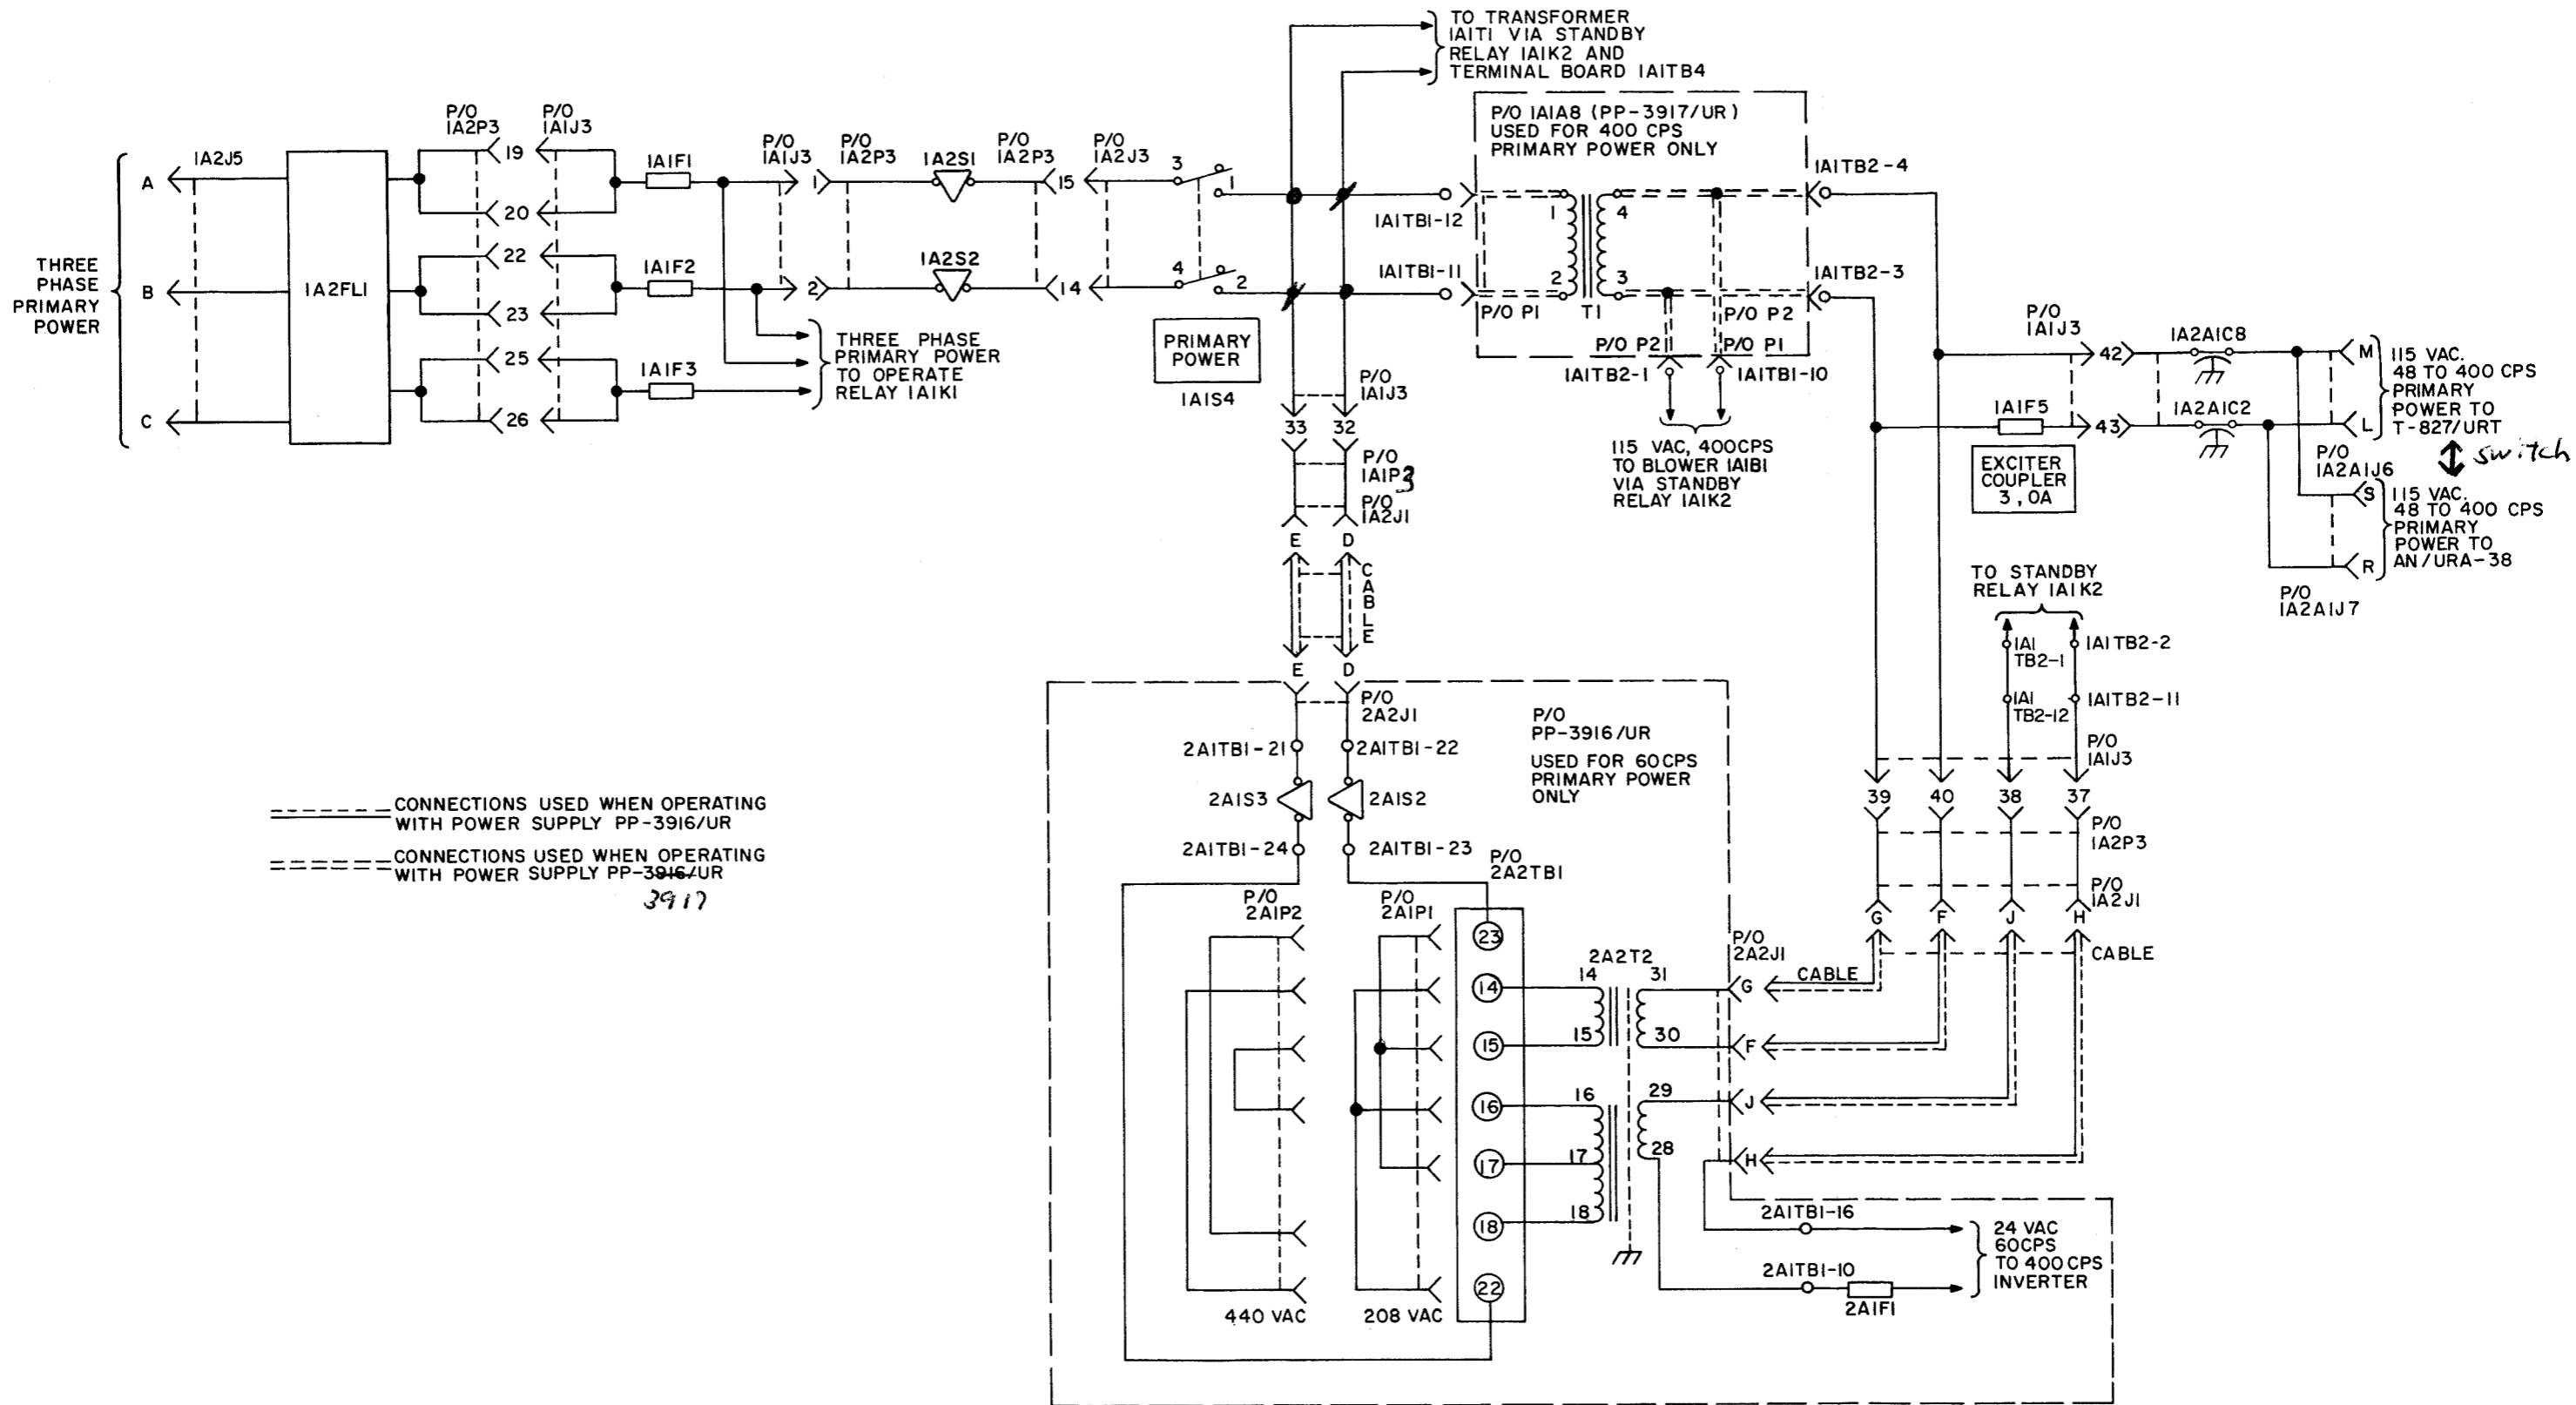 TO TRANSFORMER
1A1T1 VIA STANDBY
RELAY 1A1K2 AND
TERMINAL BOARD 1A1TB4
P/O 1A1A8 (PP-3917/UR)
USED FOR 400 CPS
PRIMARY POWER ONLY
P/O
1A2P3
P/O
1A1J3
1A2J5
19
20
22
23
25
26
A
B
C
THREE
PHASE
PRIMARY
POWER
1A2FL1
1A1F1
1A1F2
1A1F3
P/O
1A1J3
P/O
1A2P3
1
2
1A2S1
1A2S2
P/O
1A2P3
P/O
1A2J3
15
14
3
1
4
2
THREE PHASE
PRIMARY POWER
TO OPERATE
RELAY 1A1K1
PRIMARY
POWER
1A1S4
1A1TB1-12
1A1TB1-11
1
2
4
3
P/O P1
T1
P/O P2
P/O P2
P/O P1
1A1TB2-4
1A1TB2-3
1A1TB2-1
1A1TB1-10
115 VAC, 400CPS
TO BLOWER 1A1B1
VIA STANDBY
RELAY 1A1K2
P/O
1A1J3
33
32
P/O
1A1P3
P/O
1A2J1
E
D
CABLE
E
D
P/O
2A2J1
P/O
1A1J3
42
43
1A1F5
EXCITER
COUPLER
3,0A
1A2A1C8
1A2A1C2
M
L
115 VAC.
48 TO 400 CPS
PRIMARY
POWER TO
T-827/URT
P/O
1A2A1J6
switch
S
R
115 VAC.
48 TO 400 CPS
PRIMARY
POWER TO
AN/URA-38
P/O
1A2A1J7
TO STANDBY
RELAY 1A1K2
1A1
TB2-1
1A1TB2-2
1A1
TB2-12
1A1TB2-11
P/O
1A1J3
39
40
38
37
P/O
1A2P3
P/O
1A2J1
G
F
J
H
CABLE
CABLE
2A1TB1-21
2A1TB1-22
2A1S3
2A1S2
2A1TB1-24
2A1TB1-23
P/O
PP-3916/UR
USED FOR 60CPS
PRIMARY POWER
ONLY
P/O
2A2TB1
P/O
2A1P2
P/O
2A1P1
23
14
15
16
17
18
22
440 VAC
208 VAC
2A2T2
14
15
16
17
18
31
30
29
28
P/O
2A2J1
G
F
J
H
2A1TB1-16
2A1TB1-10
2A1F1
24 VAC
60CPS
TO 400CPS
INVERTER
CONNECTIONS USED WHEN OPERATING
WITH POWER SUPPLY PP-3916/UR
CONNECTIONS USED WHEN OPERATING
WITH POWER SUPPLY PP-3916/UR
3917